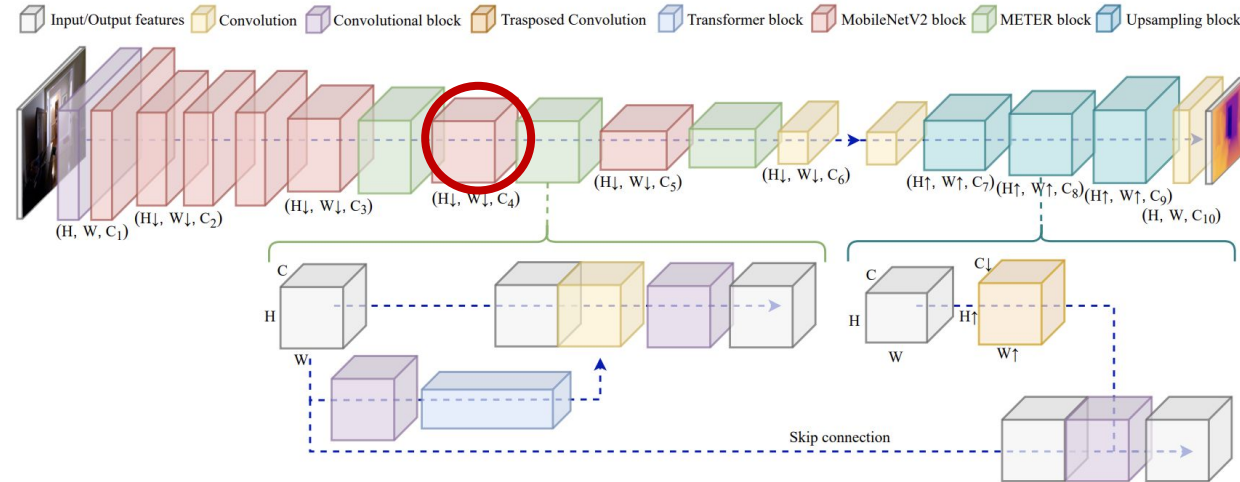 Input/Output features Convolution Convolutional block Trasposed Convolution Transformer block MobileNetV2 block METER block Upsampling block
(H, W, C1)
(H↓, W↓, C2)
(H↓, W↓, C3)
(H↓, W↓, C4)
(H↓, W↓, C5)
(H↓, W↓, C6)
(H↑, W↑, C7)
(H↑, W↑, C8)
(H↑, W↑, C9)
(H, W, C10)
C
H
W
C
H
W
C↓
H↑
W↑
Skip connection